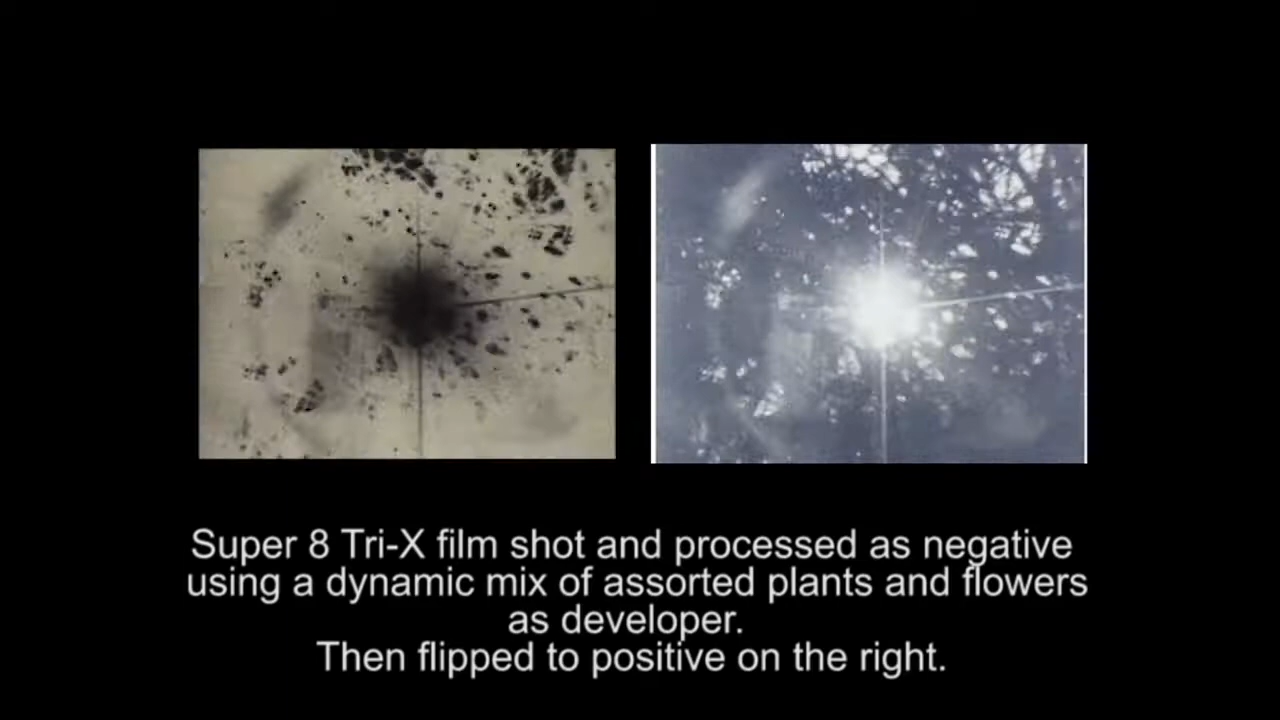 Super 8 Tri-X film shot and processed as negative
using a dynamic mix of assorted plants and flowers
as developer.
Then flipped to positive on the right.